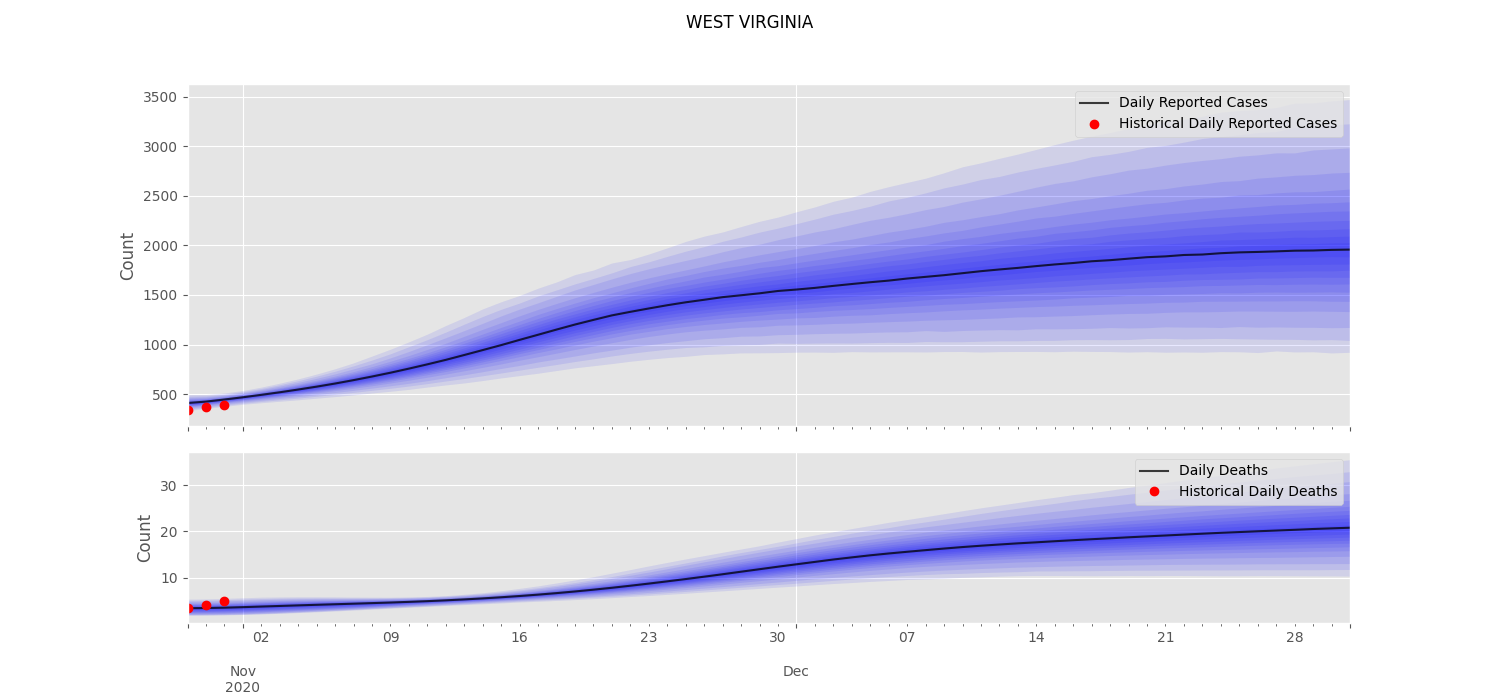 WEST VIRGINIA
3500
3000
2500
2000
1500
1000
500
Count
Daily Reported Cases
Historical Daily Reported Cases
30
20
10
Count
Daily Deaths
Historical Daily Deaths
02 09 16 23 30 07 14 21 28
Nov Dec
2020